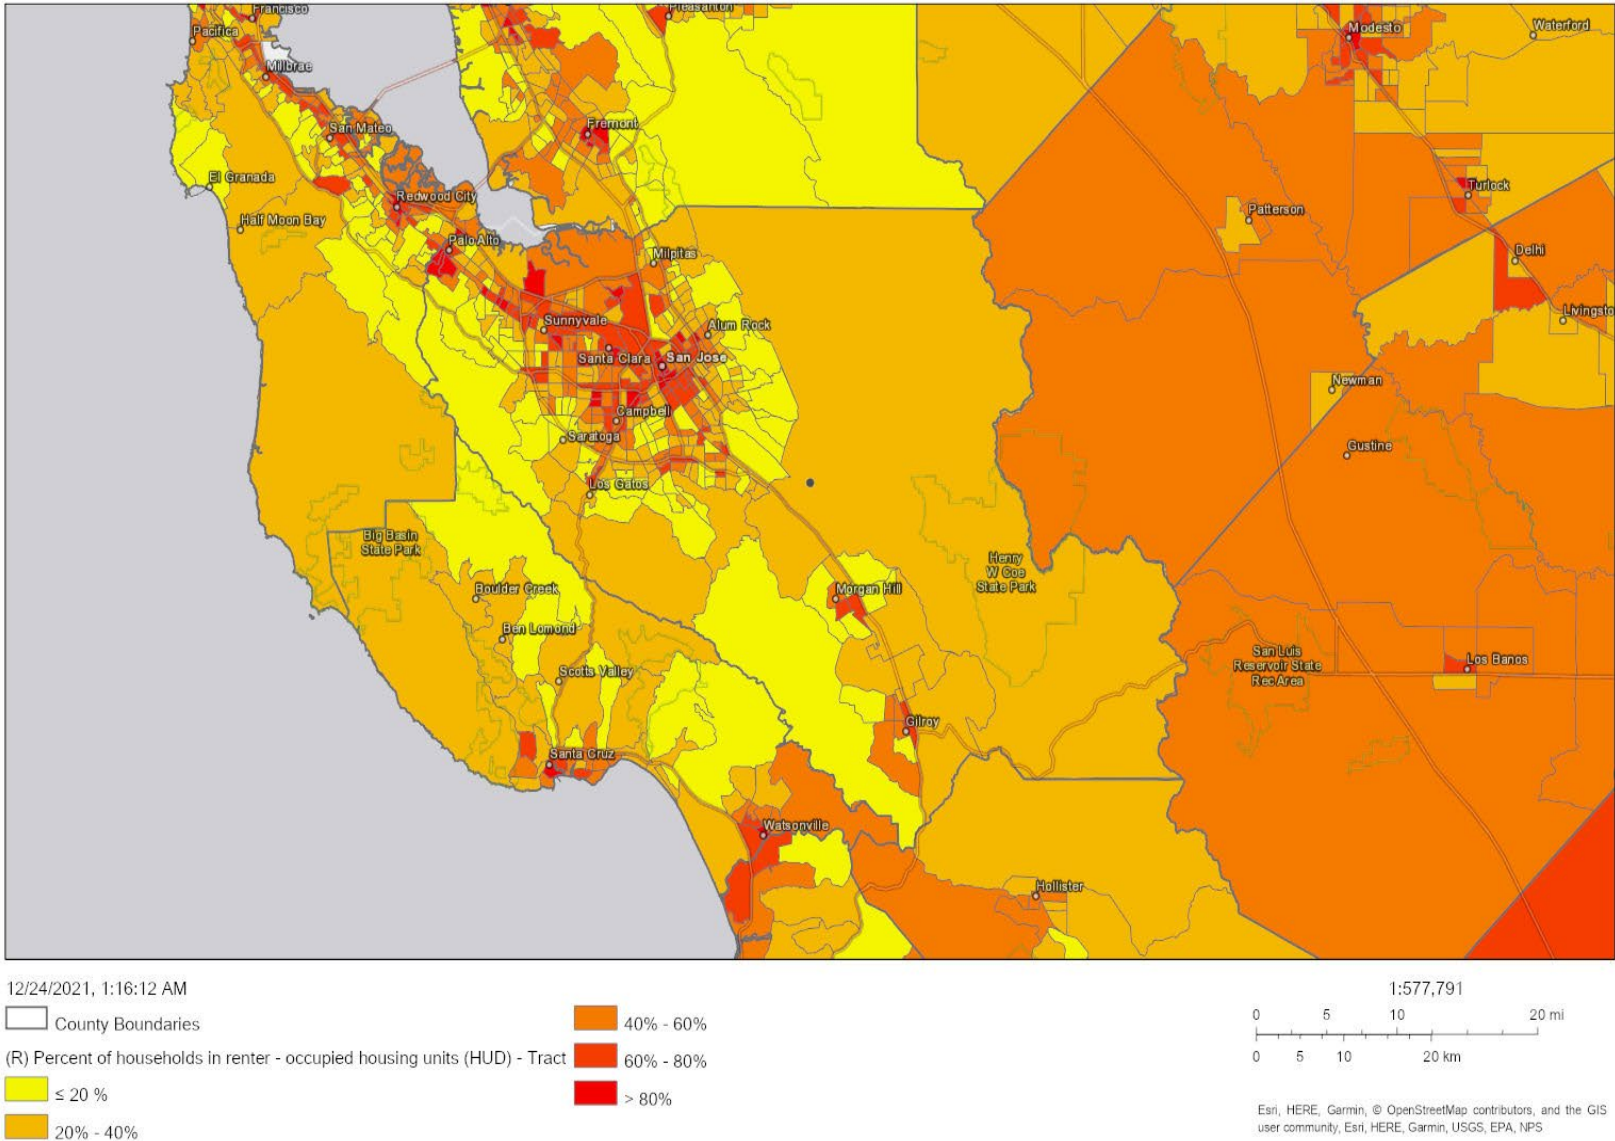 Francisco
Pleasanton
Pacifica
Modesto
Waterford
Millbrae
San Mateo
Fremont
El Granada
Redwood City
Turlock
Half Moon Bay
Patterson
Palo Alto
Milpitas
Delhi
Sunnyvale
Alum Rock
Livingsto
Santa Clara
San Jose
Newman
Campbell
Saratoga
Gustine
Los Gatos
Big Basin
State Park
Henry
W Coe
State Park
Boulder Creek
Morgan Hill
Ben Lomond
San Luis
Reservoir State
Rec Area
Los Banos
Scotts Valley
Gilroy
Santa Cruz
Watsonville
Hollister
12/24/2021, 1:16:12 AM
County Boundaries
(R) Percent of households in renter - occupied housing units (HUD) - Tract
≤ 20 %
20% - 40%
40% - 60%
60% - 80%
> 80%
1:577,791
0 5 10 20 mi
0 5 10 20 km
Esri, HERE, Garmin, © OpenStreetMap contributors, and the GIS
user community, Esri, HERE, Garmin, USGS, EPA, NPS